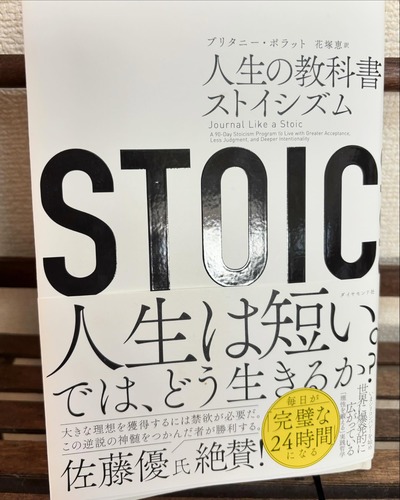 ブリタニー・ポラット 花塚恵訳
人生の教科書
ストイシズム
Journal Like a Stoic
A 90-Day Stoicism Program to Live with Greater Acceptance,
Less Judgment, and Deeper Intentionality
STOIC
ダイヤモンド社
人生は短い。
では、どう生きるか?
大きな理想を獲得するには禁欲が必要だ。
この逆説の神髄をつかんだ者が勝利する。
佐藤優氏絶賛!
毎日が
完璧な
24時間
になる
世界で爆発的に
広がっている